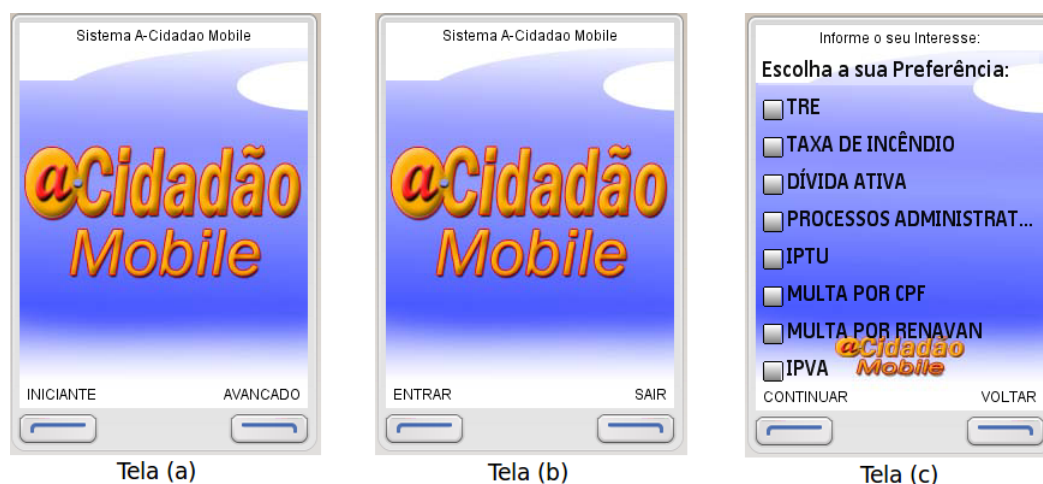 Sistema A-Cidadao Mobile
@-Cidadão
Mobile
INICIANTE AVANCADO
Tela (a)
Sistema A-Cidadao Mobile
@-Cidadão
Mobile
ENTRAR SAIR
Tela (b)
Informe o seu Interesse:
Escolha a sua Preferência:
TRE
TAXA DE INCÊNDIO
DÍVIDA ATIVA
PROCESSOS ADMINISTRAT...
IPTU
MULTA POR CPF
MULTA POR RENAVAN
IPVA
@Cidadão
Mobile
CONTINUAR VOLTAR
Tela (c)